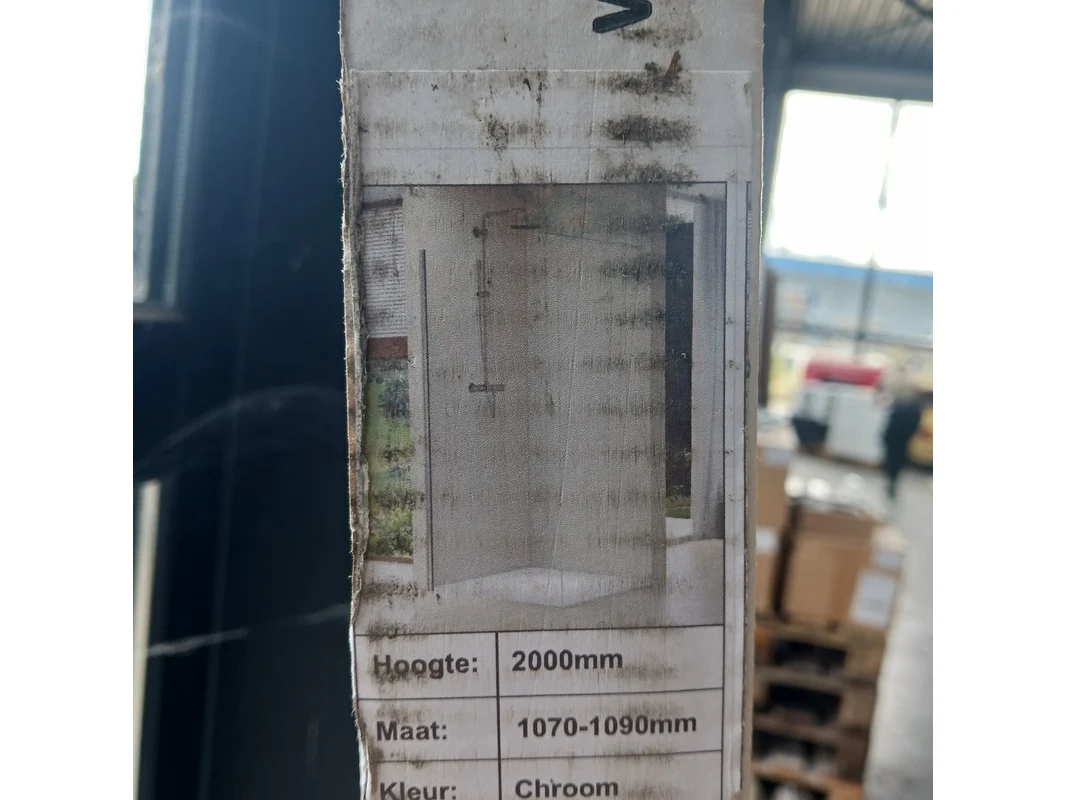 Hoogte: 2000mm
Maat: 1070-1090mm
Kleur: Chroom